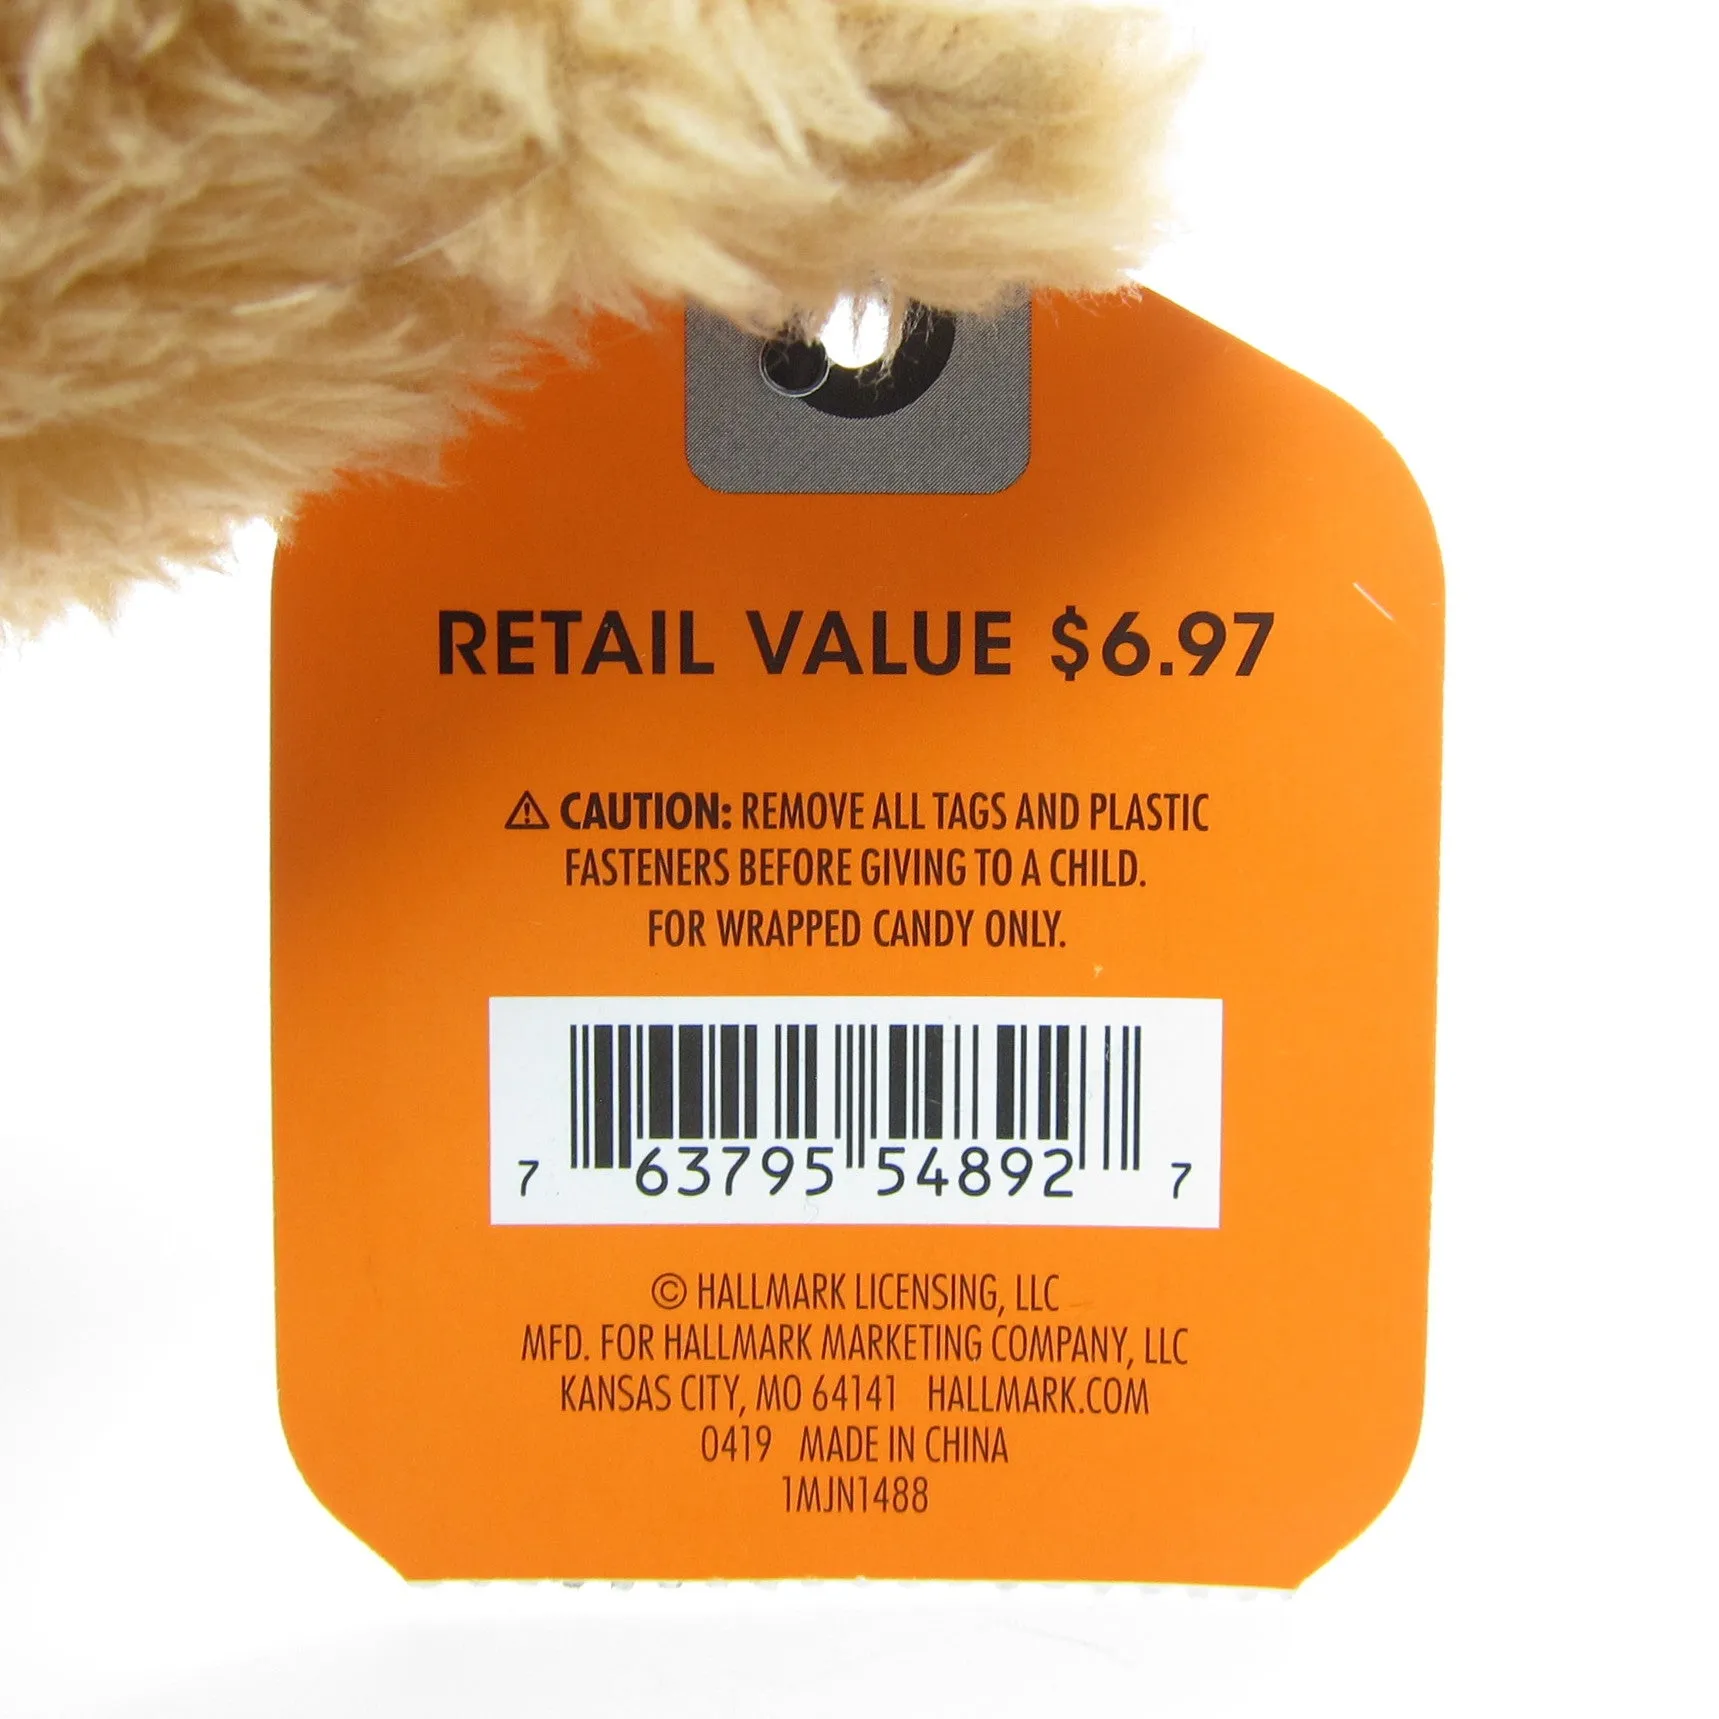 RETAIL VALUE $6.97
⚠ CAUTION: REMOVE ALL TAGS AND PLASTIC
FASTENERS BEFORE GIVING TO A CHILD.
FOR WRAPPED CANDY ONLY.
7 63795 54892 7
© HALLMARK LICENSING, LLC
MFD. FOR HALLMARK MARKETING COMPANY, LLC
KANSAS CITY, MO 64141 HALLMARK.COM
0419 MADE IN CHINA
1MJN1488